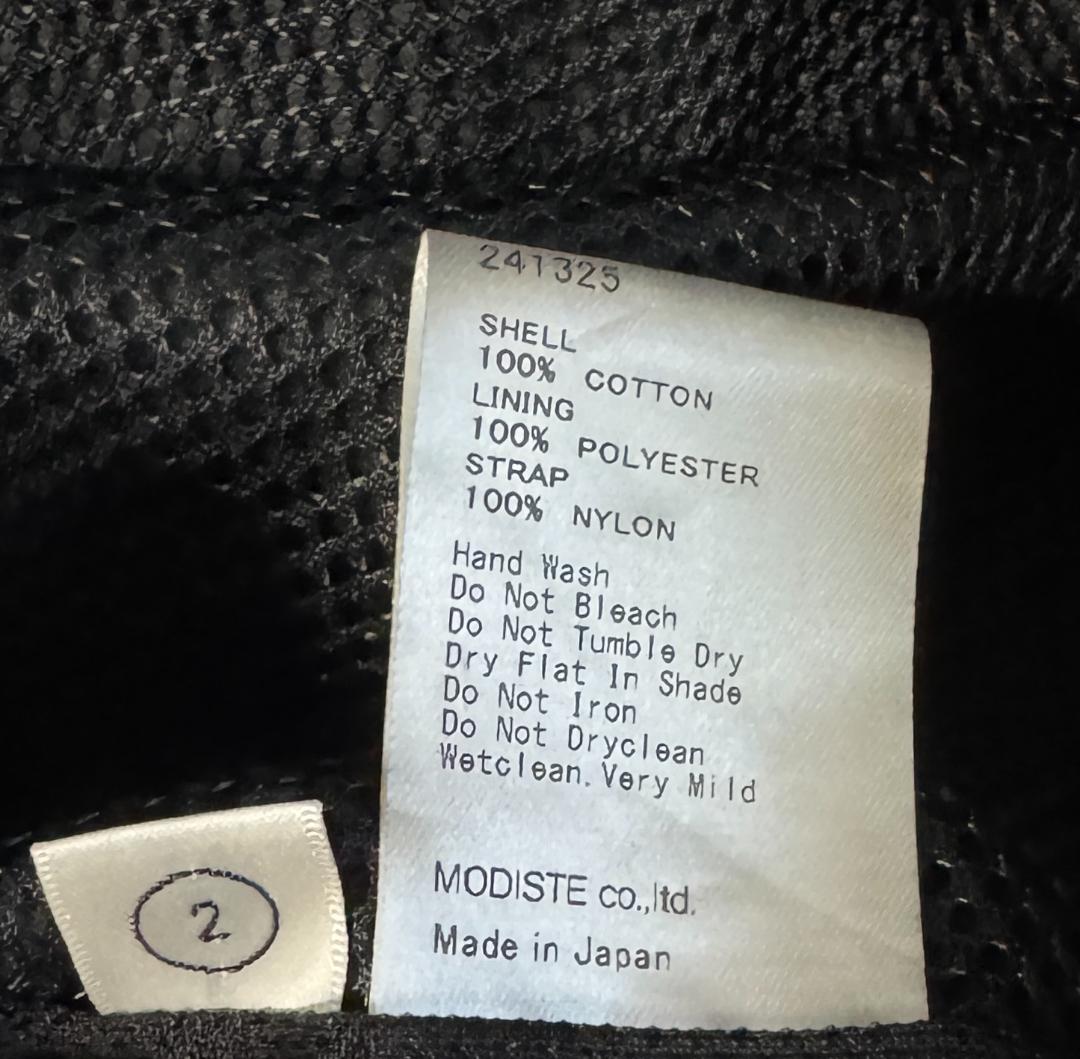 241325
SHELL
100% COTTON
LINING
100% POLYESTER
STRAP
100% NYLON
Hand Wash
Do Not Bleach
Do Not Tumble Dry
Dry Flat In Shade
Do Not Iron
Do Not Dryclean
Wetclean.Very Mild
MODISTE co.,ltd.
Made in Japan
2